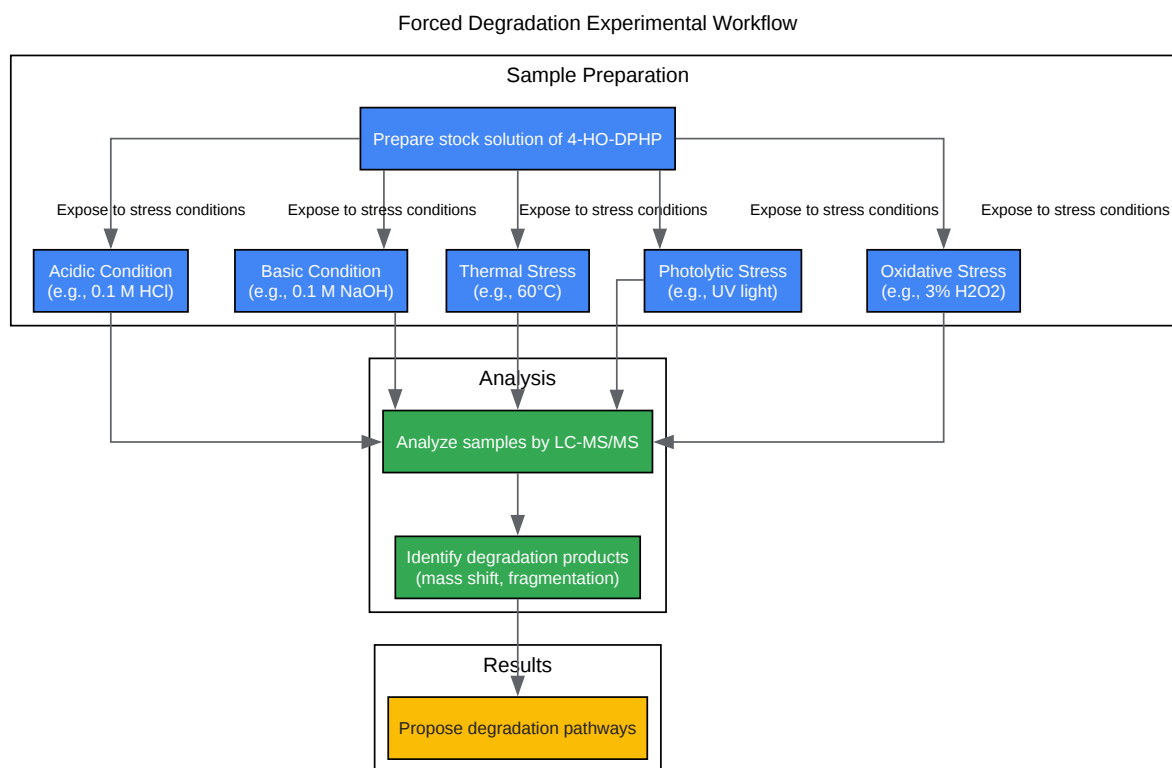 Forced Degradation Experimental Workflow
Sample Preparation
Prepare stock solution of 4-HO-DPHP
Expose to stress conditions
Expose to stress conditions
Expose to stress conditions
Expose to stress conditions
Expose to stress conditions
Acidic Condition
(e.g., 0.1 M HCl)
Basic Condition
(e.g., 0.1 M NaOH)
Thermal Stress
(e.g., 60°C)
Photolytic Stress
(e.g., UV light)
Oxidative Stress
(e.g., 3% H2O2)
Analysis
Analyze samples by LC-MS/MS
Identify degradation products
(mass shift, fragmentation)
Results
Propose degradation pathways